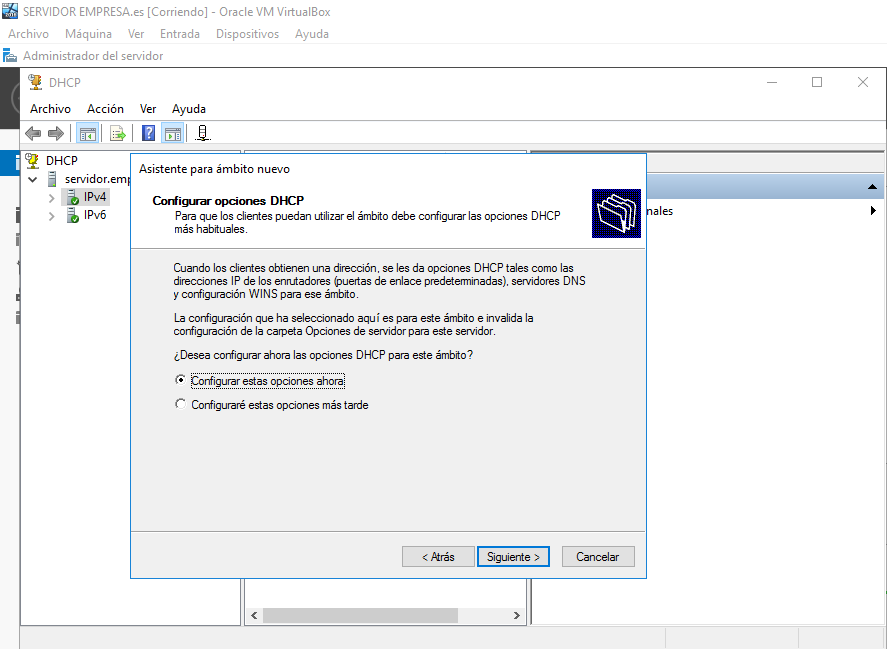 SERVIDOR EMPRESA.es [Corriendo] - Oracle VM VirtualBox
Archivo Máquina Ver Entrada Dispositivos Ayuda
Administrador del servidor
DHCP
Archivo Acción Ver Ayuda
DHCP
servidor.emp
IPv4
IPv6
nales
Asistente para ámbito nuevo
Configurar opciones DHCP
Para que los clientes puedan utilizar el ámbito debe configurar las opciones DHCP
más habituales.
Cuando los clientes obtienen una dirección, se les da opciones DHCP tales como las
direcciones IP de los enrutadores (puertas de enlace predeterminadas), servidores DNS
y configuración WINS para ese ámbito.
La configuración que ha seleccionado aquí es para este ámbito e invalida la
configuración de la carpeta Opciones de servidor para este servidor.
¿Desea configurar ahora las opciones DHCP para este ámbito?
Configurar estas opciones ahora
Configuraré estas opciones más tarde
< Atrás Siguiente > Cancelar